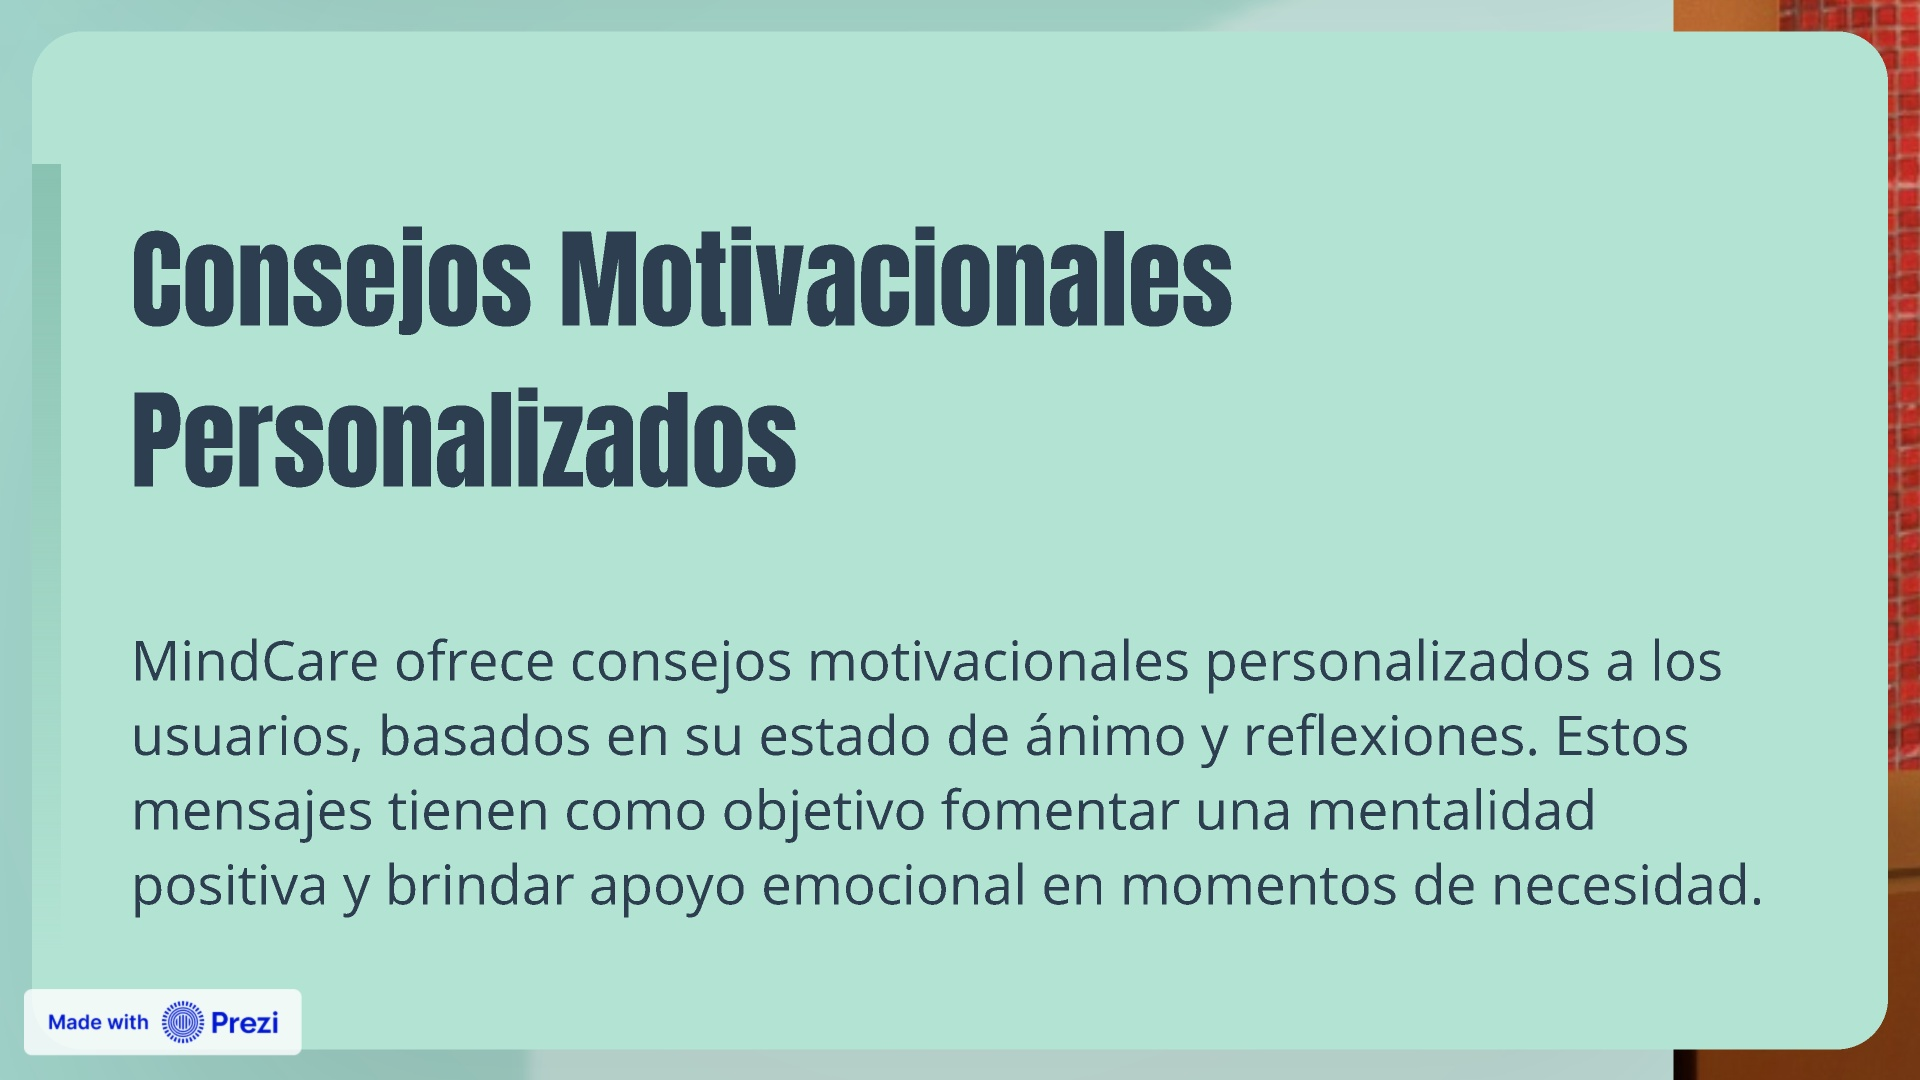 Consejos Motivacionales
Personalizados
MindCare ofrece consejos motivacionales personalizados a los
usuarios, basados en su estado de ánimo y reflexiones. Estos
mensajes tienen como objetivo fomentar una mentalidad
positiva y brindar apoyo emocional en momentos de necesidad.
Made with Prezi